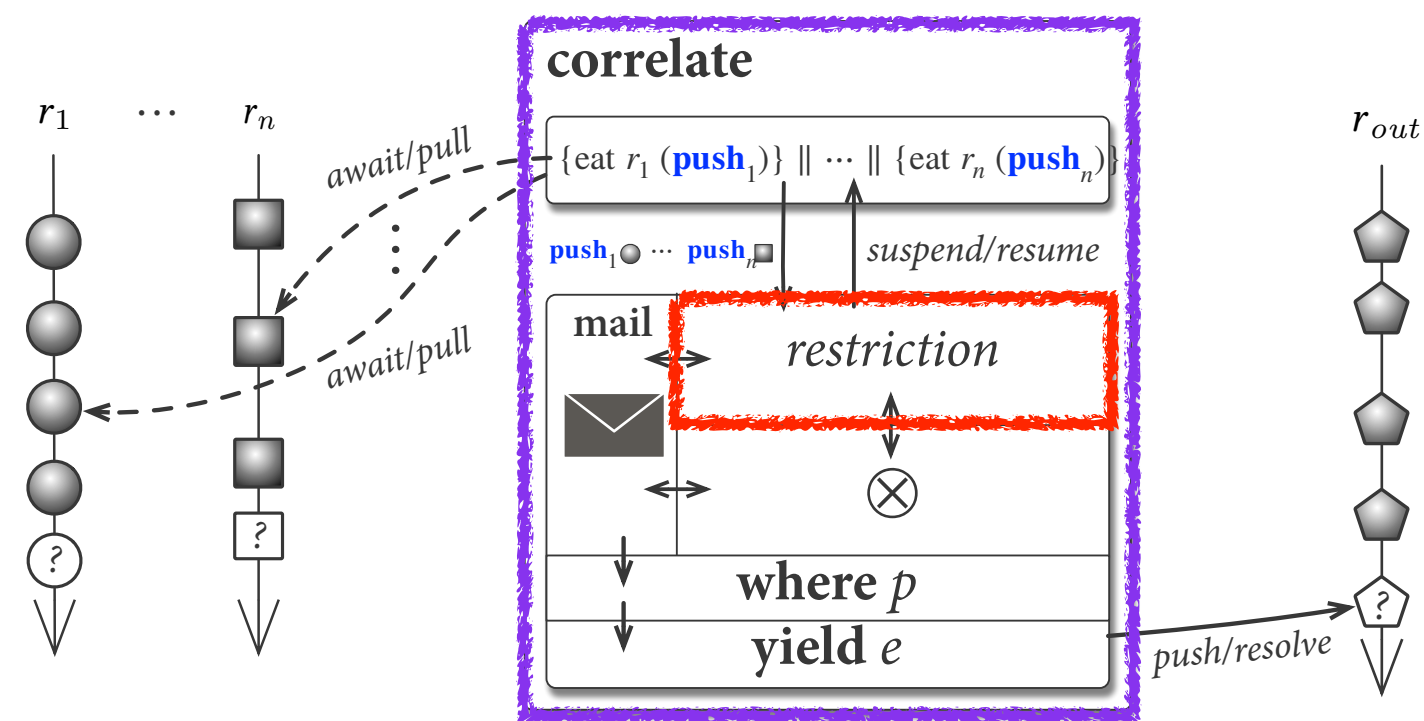 correlate
r₁ ⋯ rₙ
r_out
await/pull
{eat r₁ (push₁)} || ⋯ || {eat rₙ (pushₙ)}
push₁ ⋯ pushₙ
suspend/resume
mail
restriction
await/pull
?
?
where p
?
yield e
push/resolve